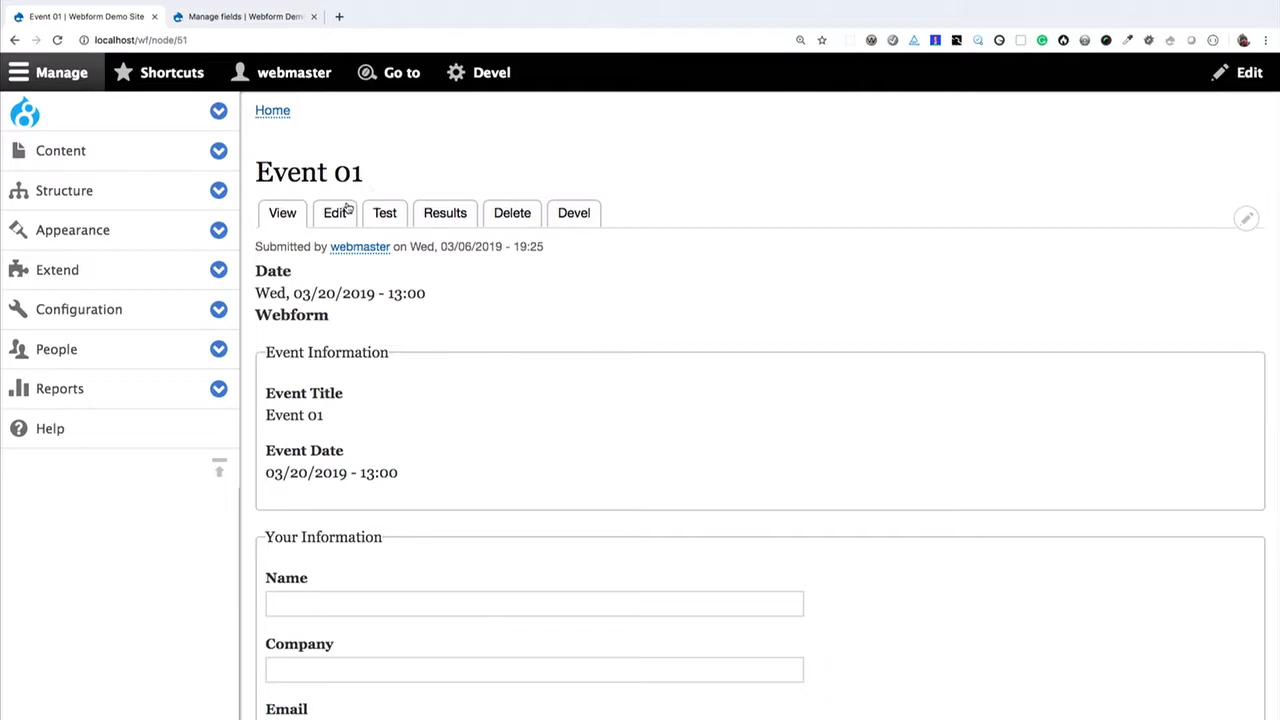 Event 01 | Webform Demo Site
Manage fields | Webform Dem
localhost/wf/node/51
Manage
Shortcuts
webmaster
Go to
Devel
Edit
Content
Structure
Appearance
Extend
Configuration
People
Reports
Help
Home
Event 01
View
Edit
Test
Results
Delete
Devel
Submitted by webmaster on Wed, 03/06/2019 - 19:25
Date
Wed, 03/20/2019 - 13:00
Webform
Event Information
Event Title
Event 01
Event Date
03/20/2019 - 13:00
Your Information
Name
Company
Email